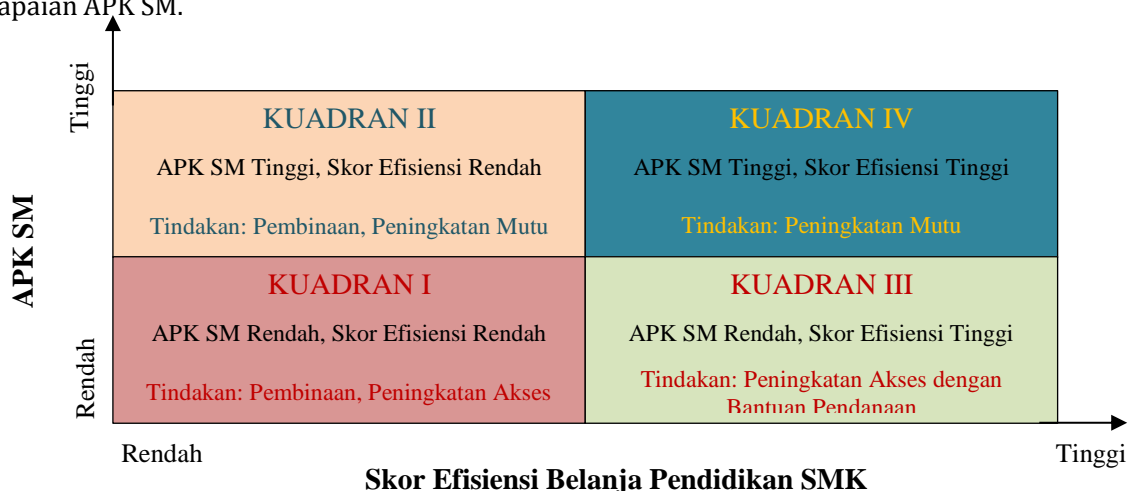 apaian APK SM.
Tinggi
KUADRAN II
KUADRAN IV
APK SM Tinggi, Skor Efisiensi Rendah
APK SM Tinggi, Skor Efisiensi Tinggi
Tindakan: Pembinaan, Peningkatan Mutu
Tindakan: Peningkatan Mutu
APK SM
KUADRAN I
KUADRAN III
APK SM Rendah, Skor Efisiensi Rendah
APK SM Rendah, Skor Efisiensi Tinggi
Rendah
Tindakan: Pembinaan, Peningkatan Akses
Tindakan: Peningkatan Akses dengan
Bantuan Pendanaan
Rendah
Tinggi
Skor Efisiensi Belanja Pendidikan SMK